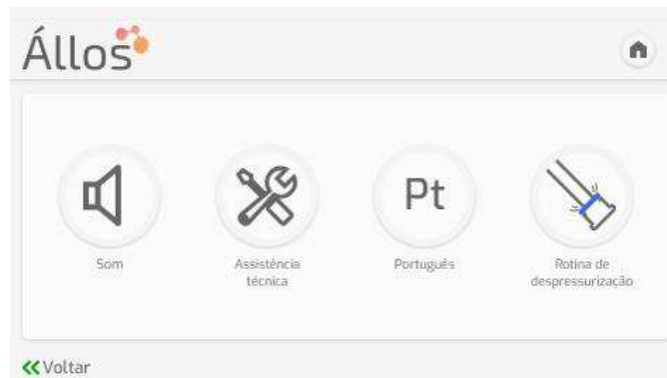 Állos
Pt
Som
Assistência
técnica
Português
Rotina de
despressurização
Voltar